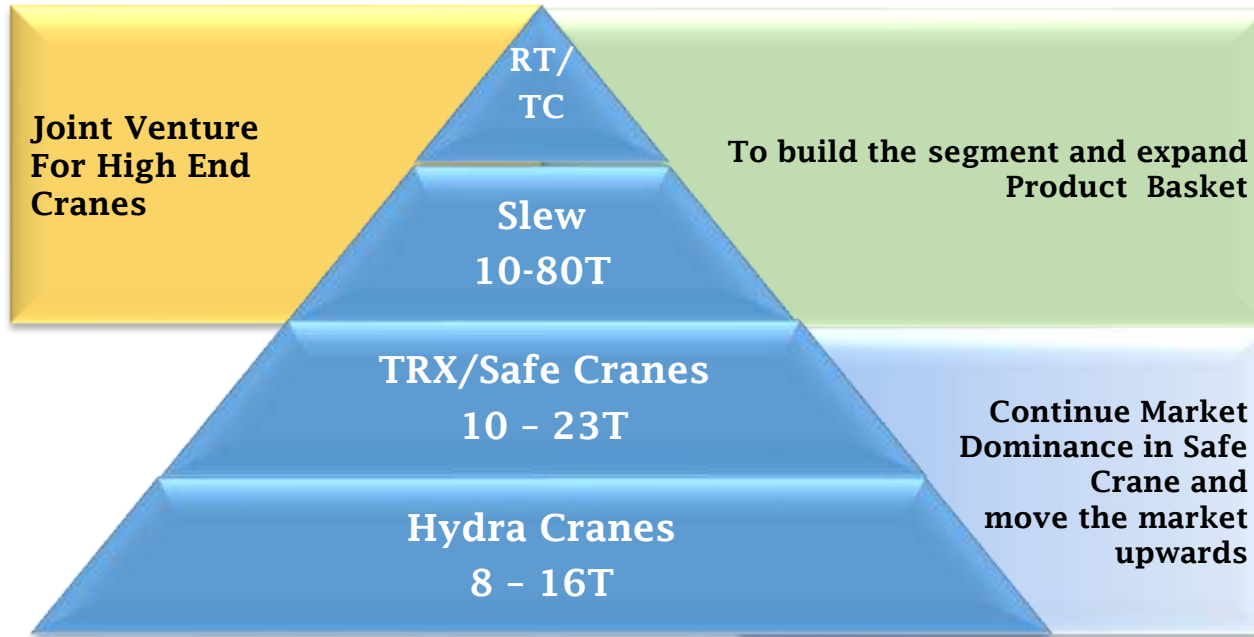 RT/
TC
Joint Venture
For High End
Cranes
To build the segment and expand
Product Basket
Slew
10-80T
TRX/Safe Cranes
10 – 23T
Continue Market
Dominance in Safe
Crane and
move the market
upwards
Hydra Cranes
8 – 16T